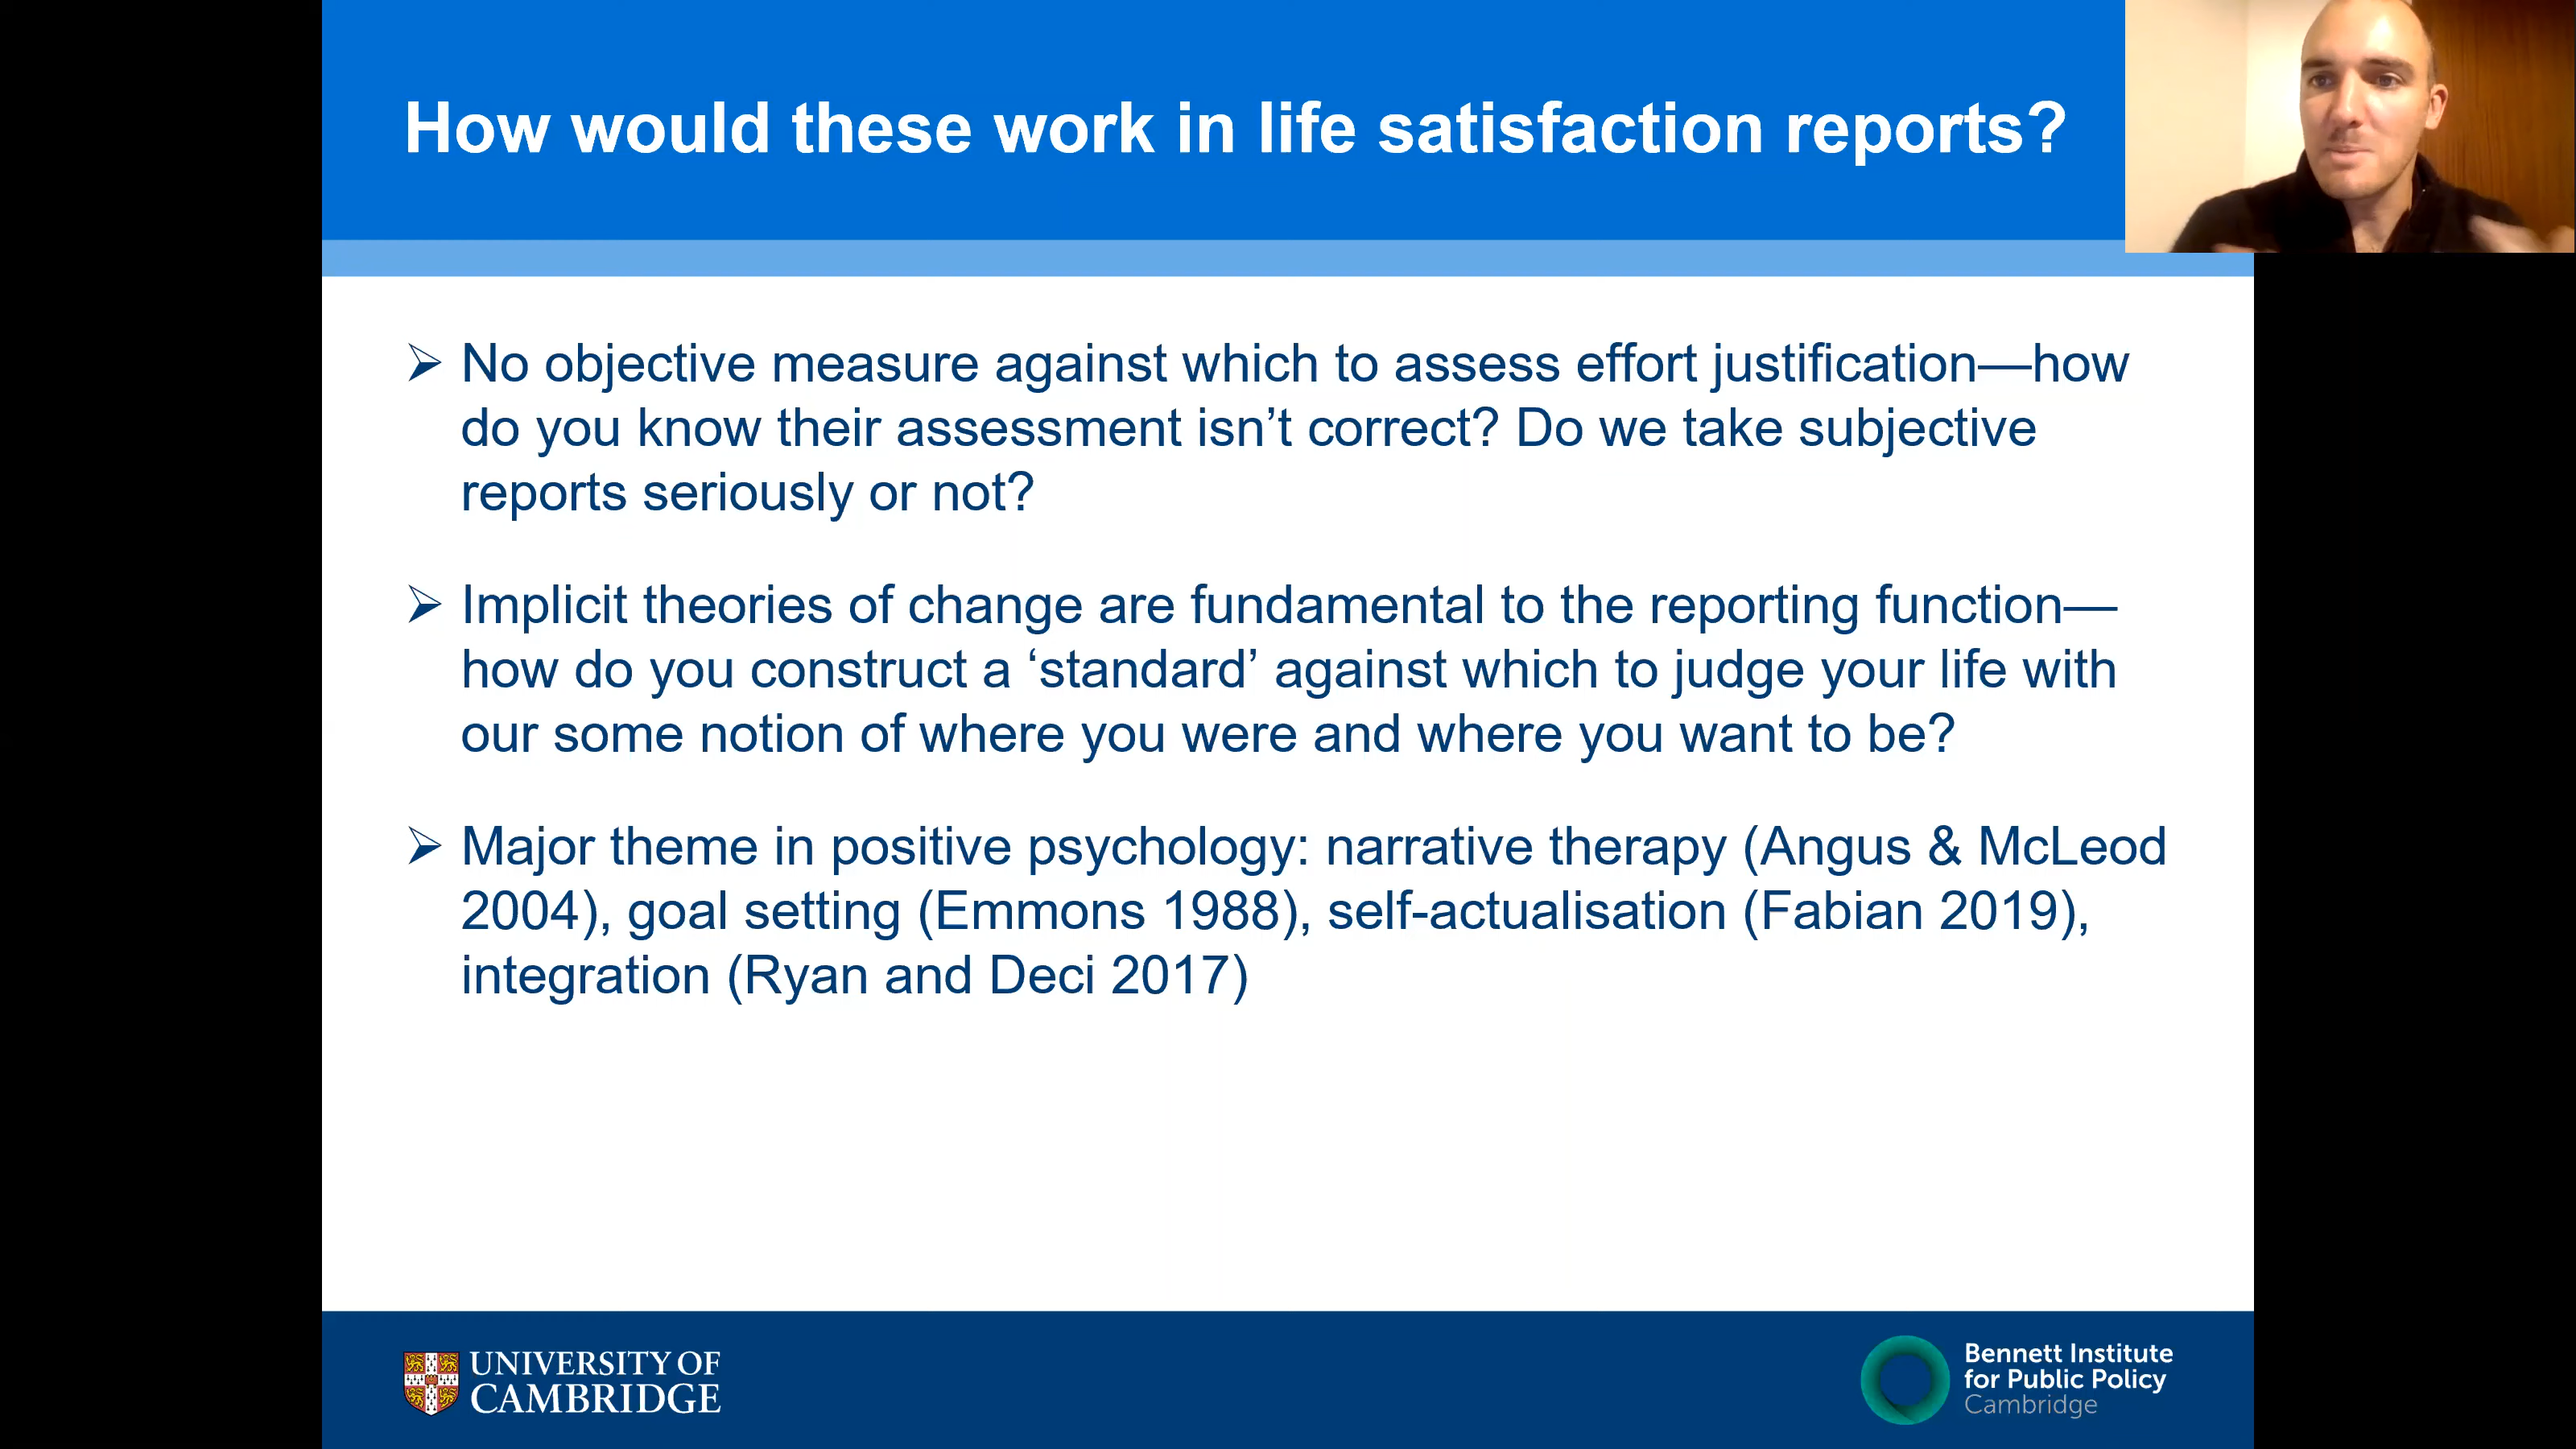 How would these work in life satisfaction reports?
No objective measure against which to assess effort justification—how
do you know their assessment isn’t correct? Do we take subjective
reports seriously or not?
Implicit theories of change are fundamental to the reporting function—
how do you construct a ‘standard’ against which to judge your life with
our some notion of where you were and where you want to be?
Major theme in positive psychology: narrative therapy (Angus & McLeod
2004), goal setting (Emmons 1988), self-actualisation (Fabian 2019),
integration (Ryan and Deci 2017)
UNIVERSITY OF
CAMBRIDGE
Bennett Institute
for Public Policy
Cambridge